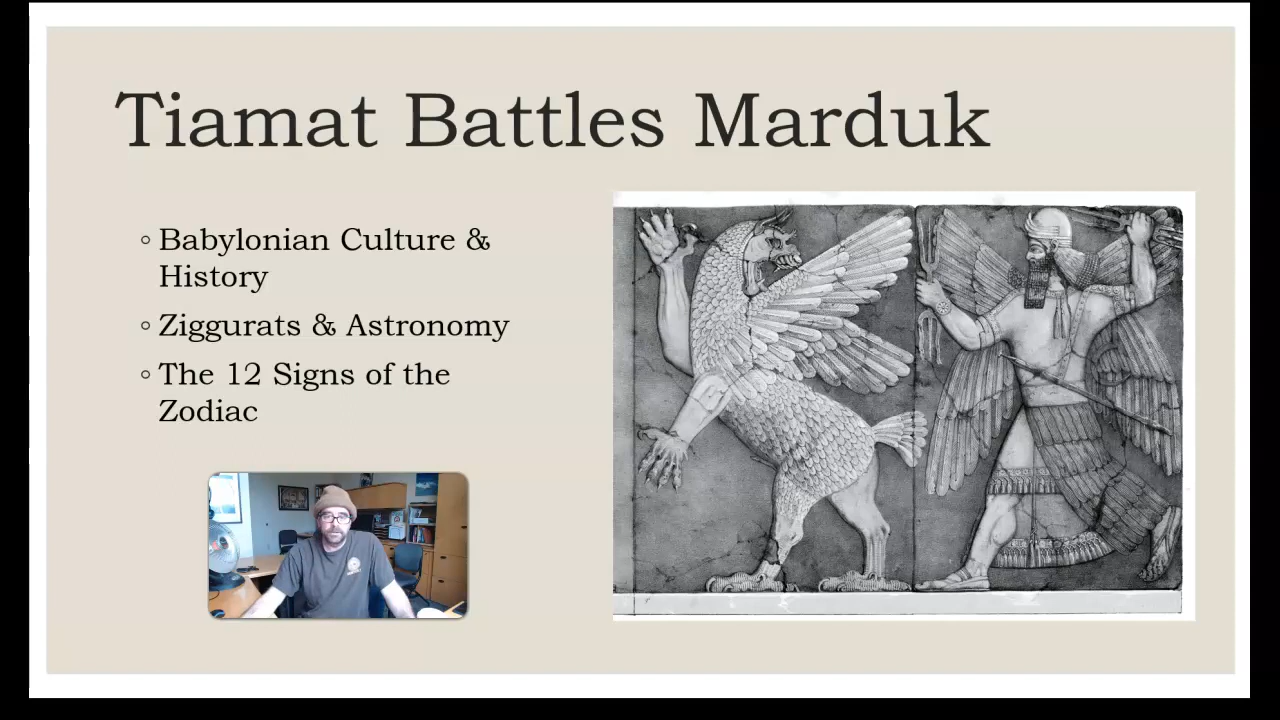 Tiamat Battles Marduk
◦ Babylonian Culture &
History
◦ Ziggurats & Astronomy
◦ The 12 Signs of the
Zodiac